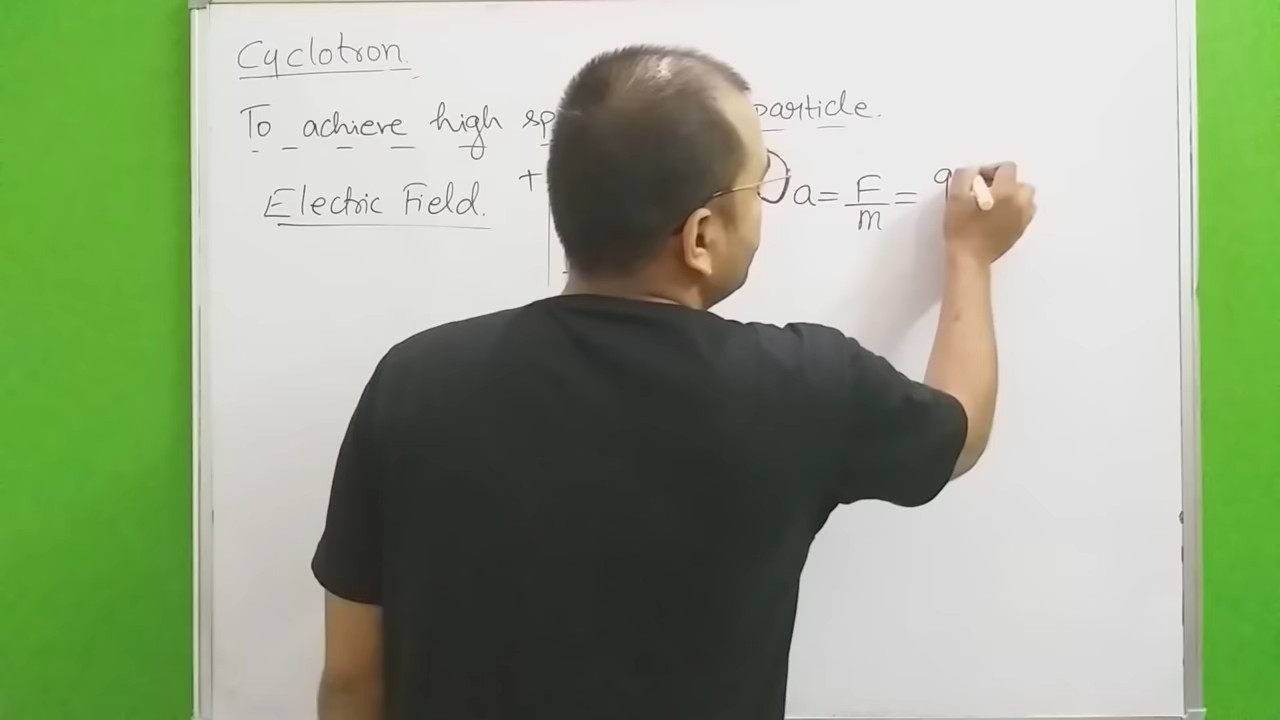 Cyclotron.
To achieve high sp particle.
+ a = F/m = q
Electric Field.